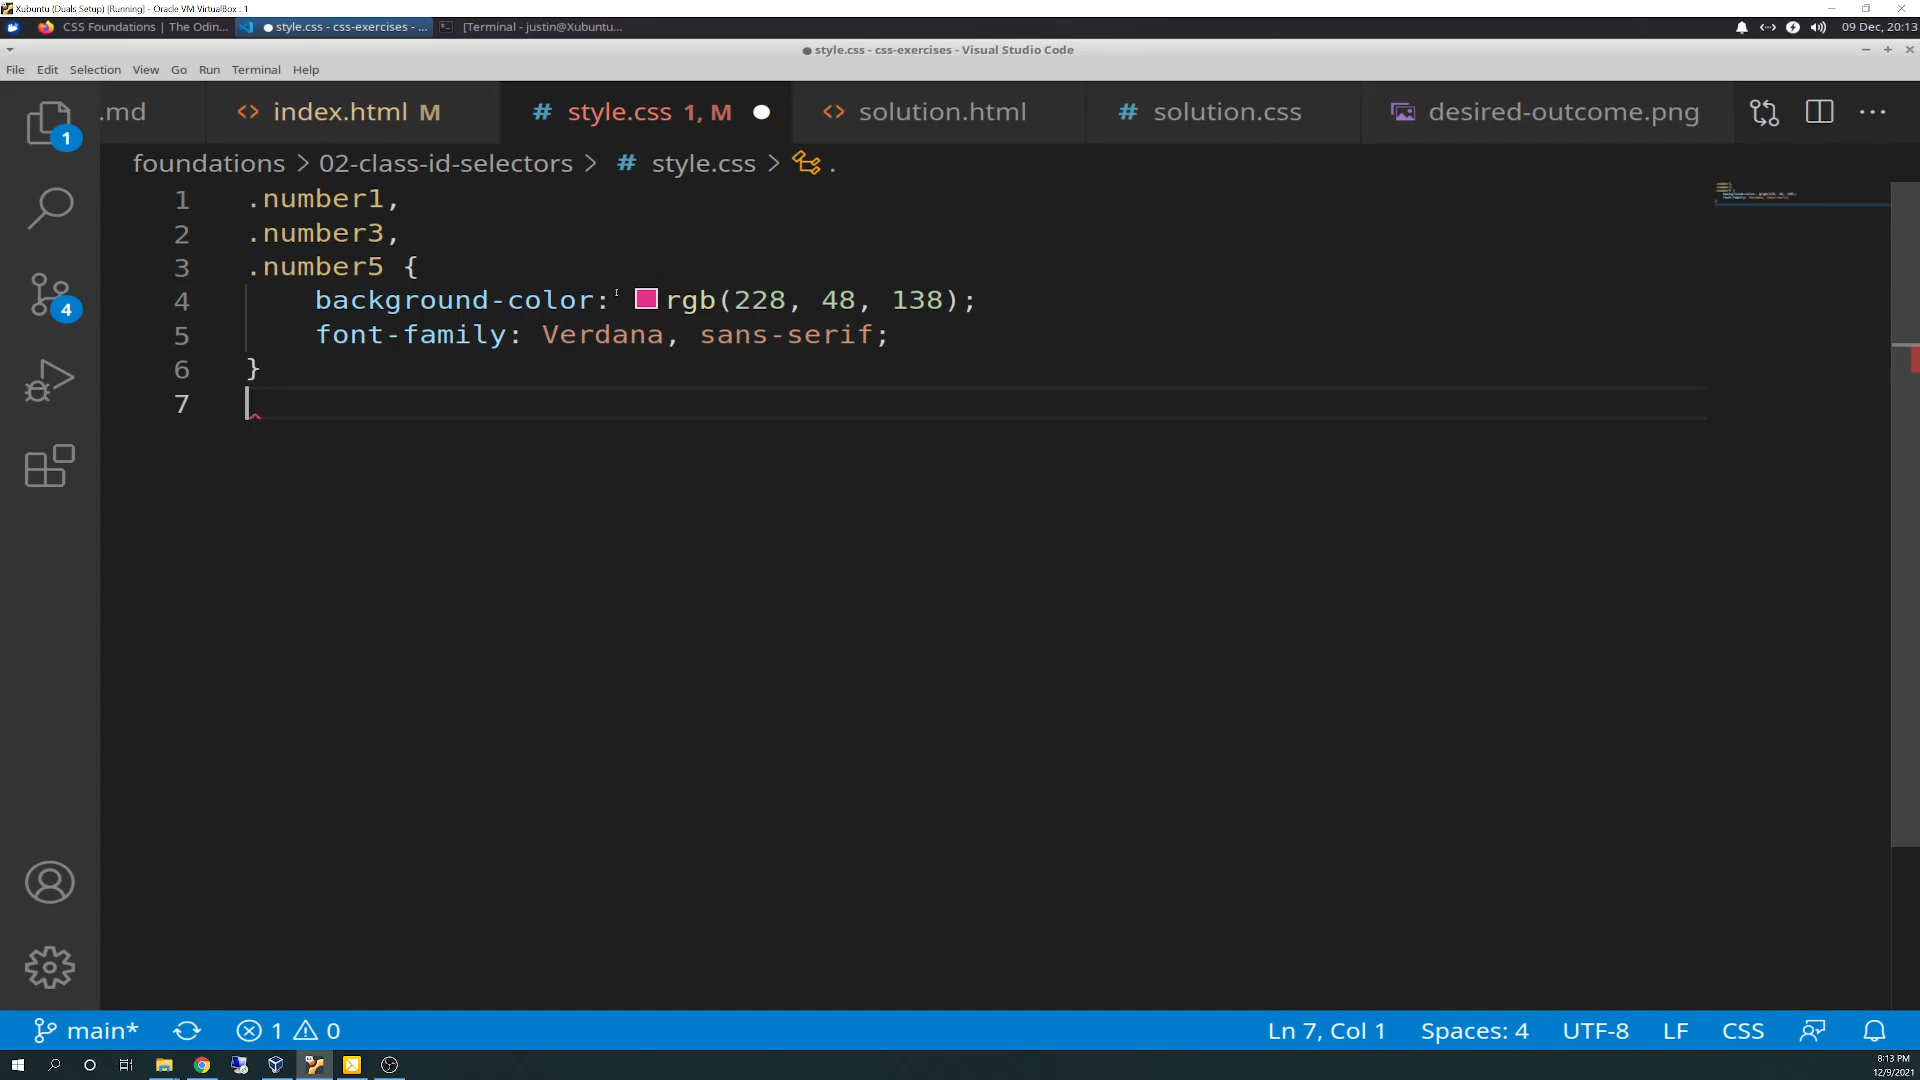 Xubuntu (Duals Setup) [Running] - Oracle VM VirtualBox : 1
CSS Foundations | The Odin...
style.css - css-exercises - ...
[Terminal - justin@Xubuntu...
09 Dec, 20:13
style.css - css-exercises - Visual Studio Code
File Edit Selection View Go Run Terminal Help
.md
<> index.html M
# style.css 1, M
<> solution.html
# solution.css
desired-outcome.png
...
foundations > 02-class-id-selectors > # style.css > .
1 .number1,
2 .number3,
3 .number5 {
4 background-color: rgb(228, 48, 138);
5 font-family: Verdana, sans-serif;
6 }
7
1
4
main*
1
0
Ln 7, Col 1
Spaces: 4
UTF-8
LF
CSS
8:13 PM
12/9/2021